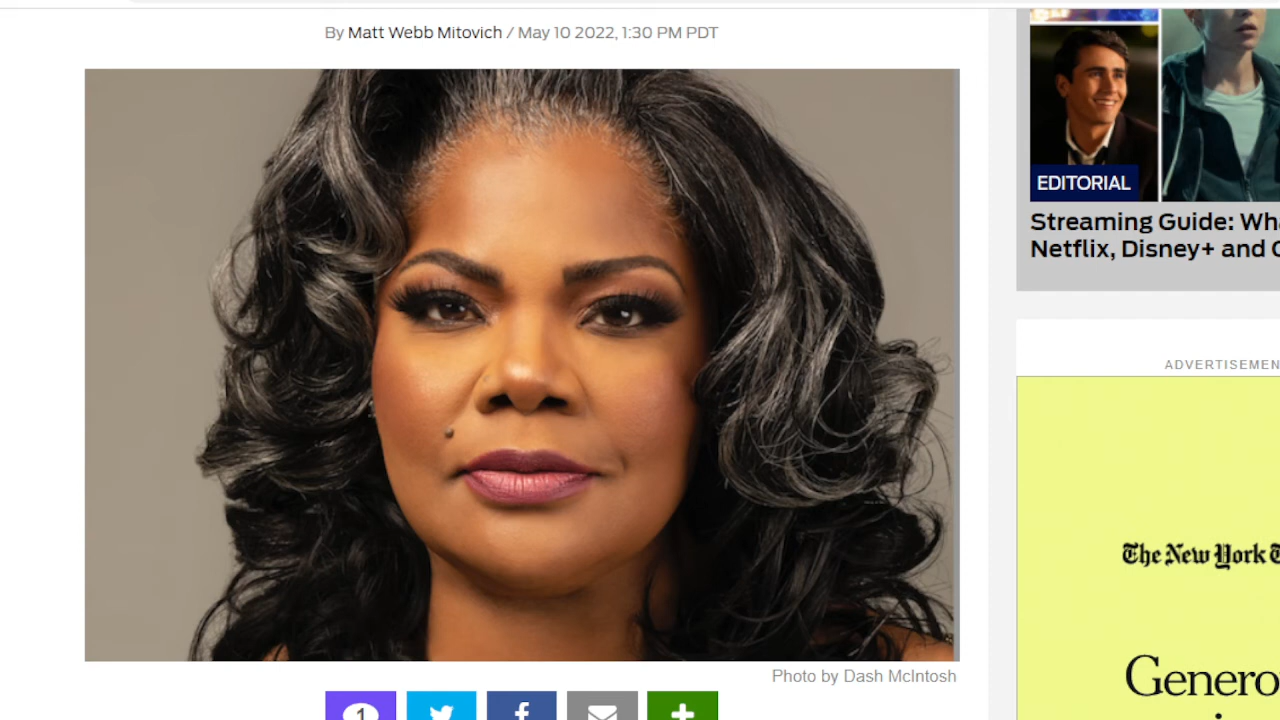 By Matt Webb Mitovich / May 10 2022, 1:30 PM PDT
EDITORIAL
Streaming Guide: Wha
Netflix, Disney+ and
ADVERTISEMEN
The New York
Genero
Photo by Dash McIntosh
1